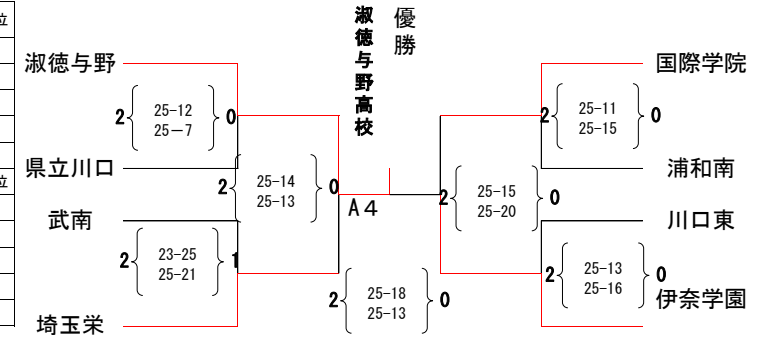 位
位
優勝
淑徳与野高校
淑徳与野
2 25-12 0
25-7
県立川口
2 25-14 0
25-13
武南
2 23-25 1
25-21
埼玉栄
A4
2 25-18 0
25-13
国際学院
2 25-11 0
25-15
浦和南
2 25-15 0
25-20
川口東
2 25-13 0
25-16
伊奈学園